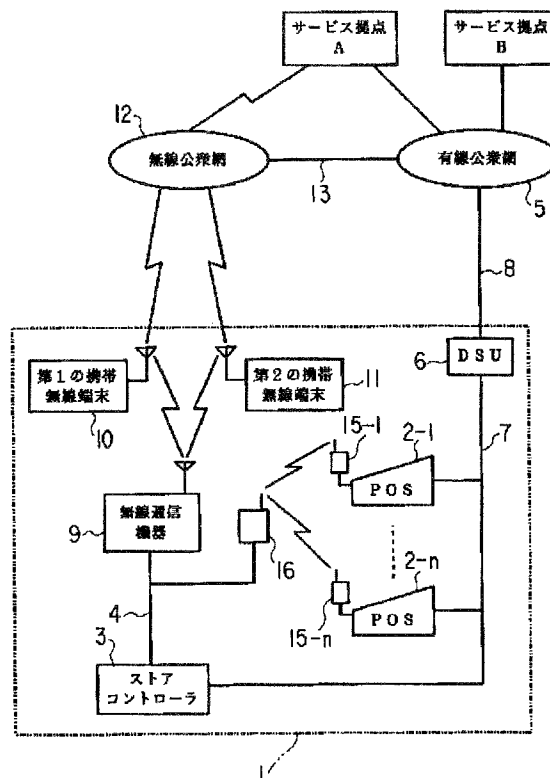 サービス拠点
A
サービス拠点
B
12
無線公衆網
有線公衆網
13
5
8
第1の携帯
無線端末
第2の携帯
無線端末
DSU
6
10
11
7
15-1
2-1
POS
無線通信
機器
9
16
2-n
POS
15-n
4
3
ストア
コントローラ
1